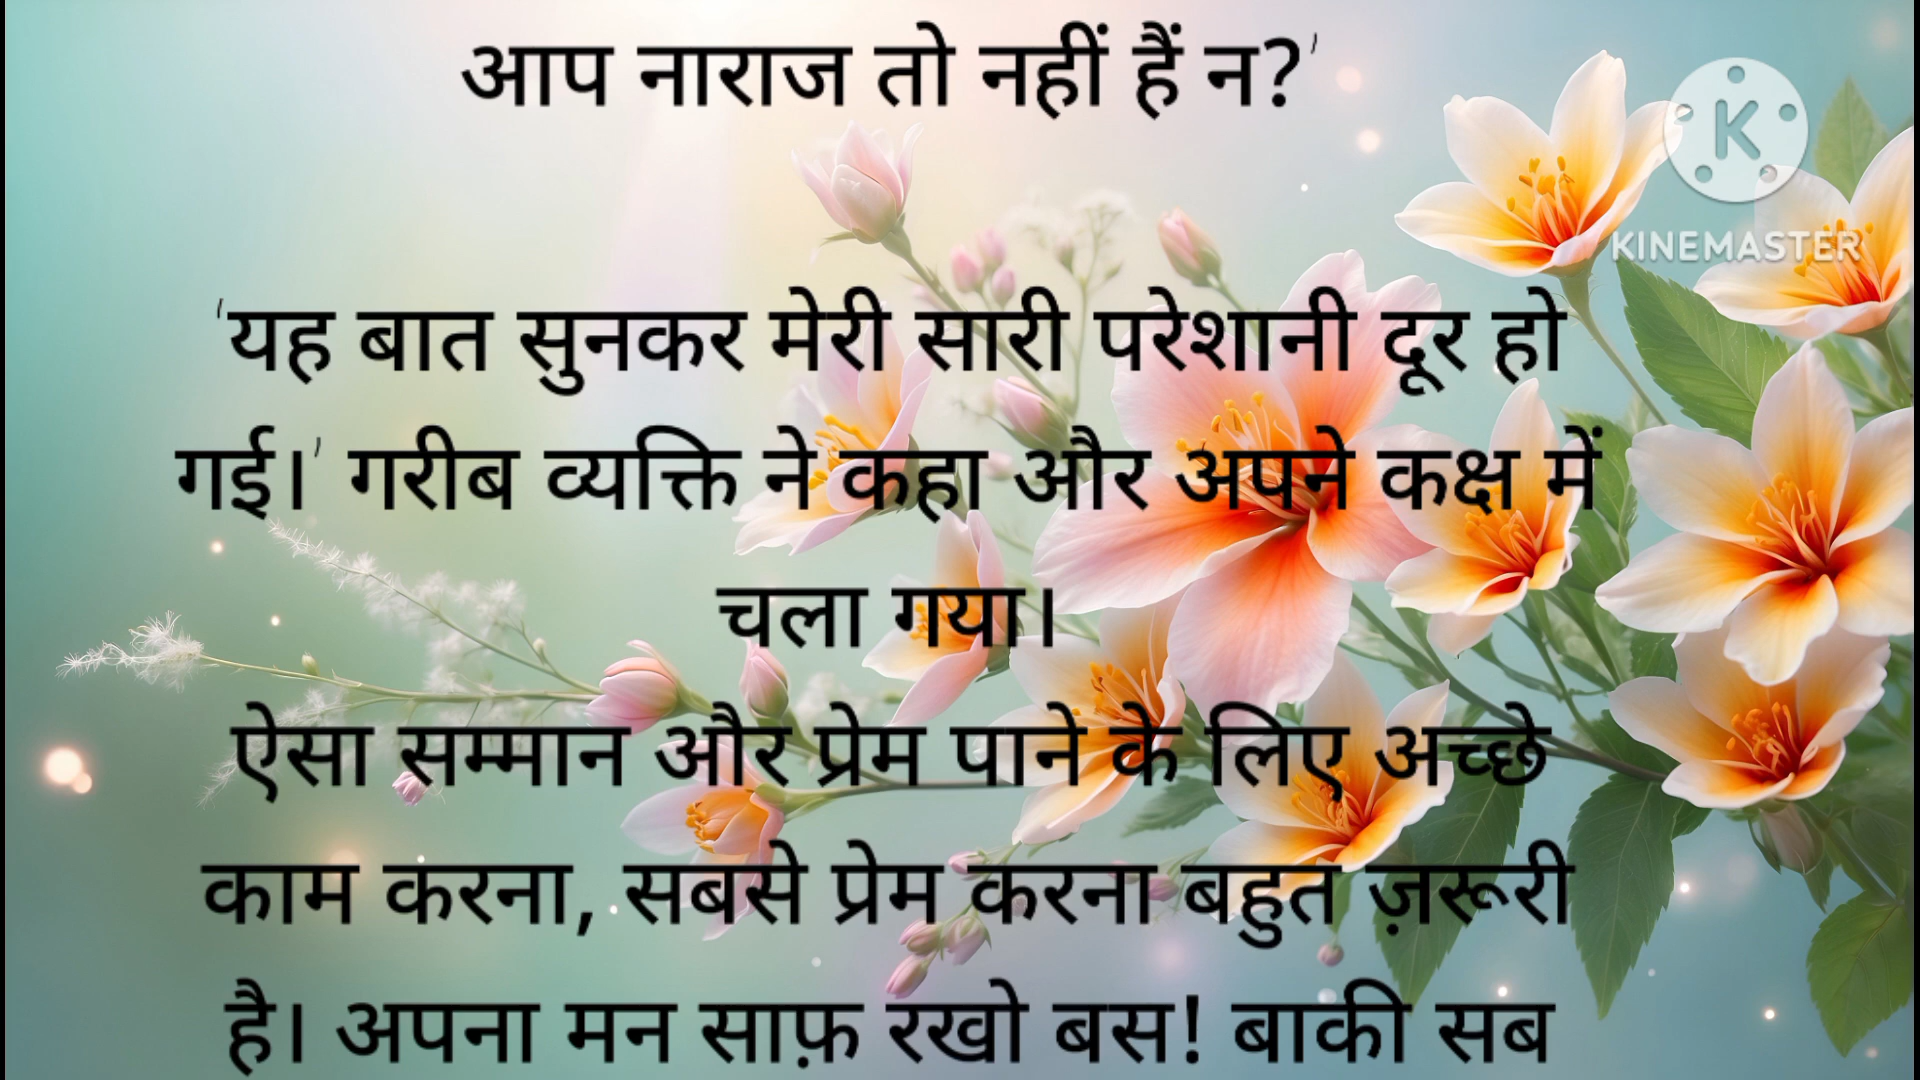 आप नाराज तो नहीं हैं न?'
KINEMASTER
'यह बात सुनकर मेरी सारी परेशानी दूर हो
गई।' गरीब व्यक्ति ने कहा और अपने कक्ष में
चला गया।
ऐसा सम्मान और प्रेम पाने के लिए अच्छे
काम करना, सबसे प्रेम करना बहुत ज़रूरी
है। अपना मन साफ़ रखो बस! बाकी सब